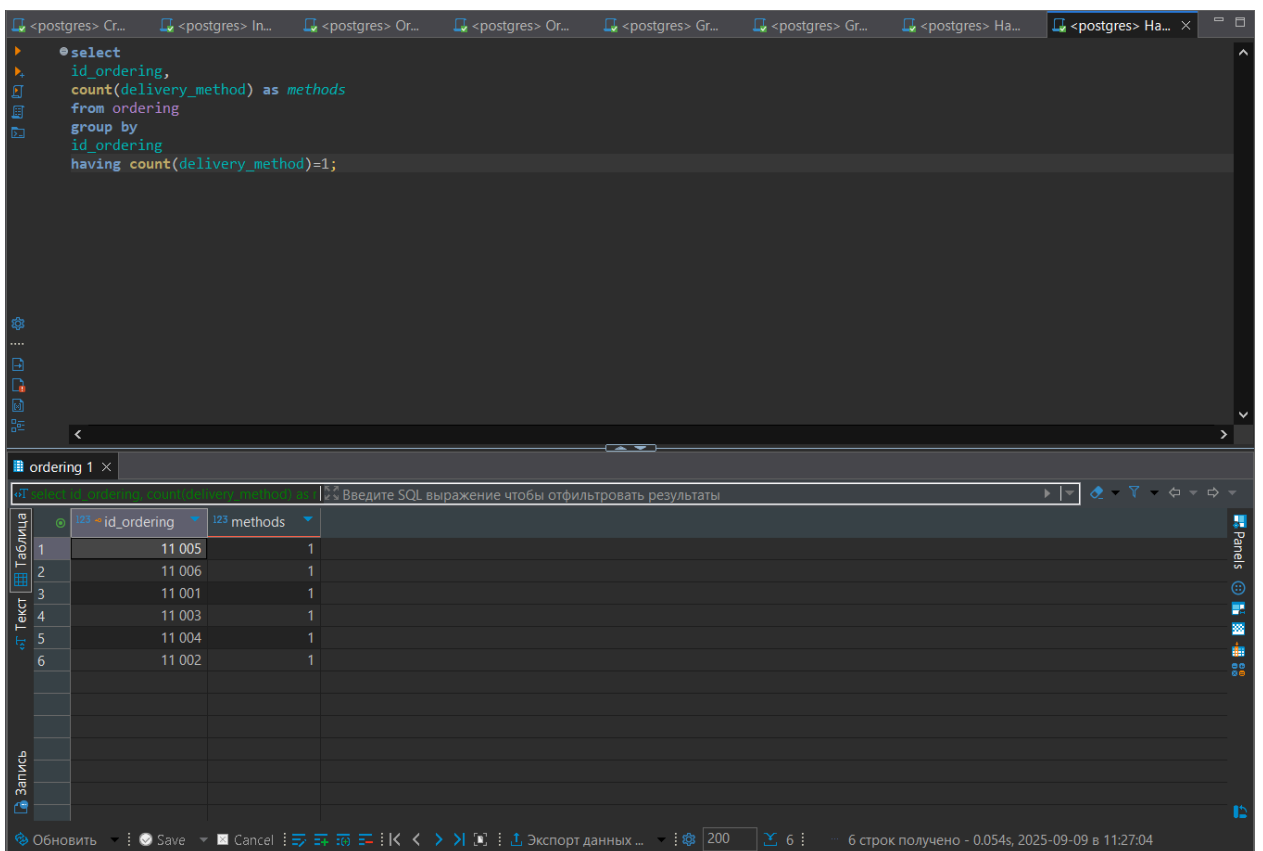 <postgres> Cr... <postgres> In... <postgres> Or... <postgres> Or... <postgres> Gr... <postgres> Gr... <postgres> Ha... <postgres> Ha...
select
id_ordering,
count(delivery_method) as methods
from ordering
group by
id_ordering
having count(delivery_method)=1;
ordering 1
select id_ordering, count(delivery_method) as Введите SQL выражение чтобы отфильтровать результаты
Таблица
Текст
Запись
Panels
123 id_ordering 123 methods
1 11 005 1
2 11 006 1
3 11 001 1
4 11 003 1
5 11 004 1
6 11 002 1
Обновить Save Cancel Экспорт данных ... 200 6 6 строк получено - 0.054s, 2025-09-09 в 11:27:04